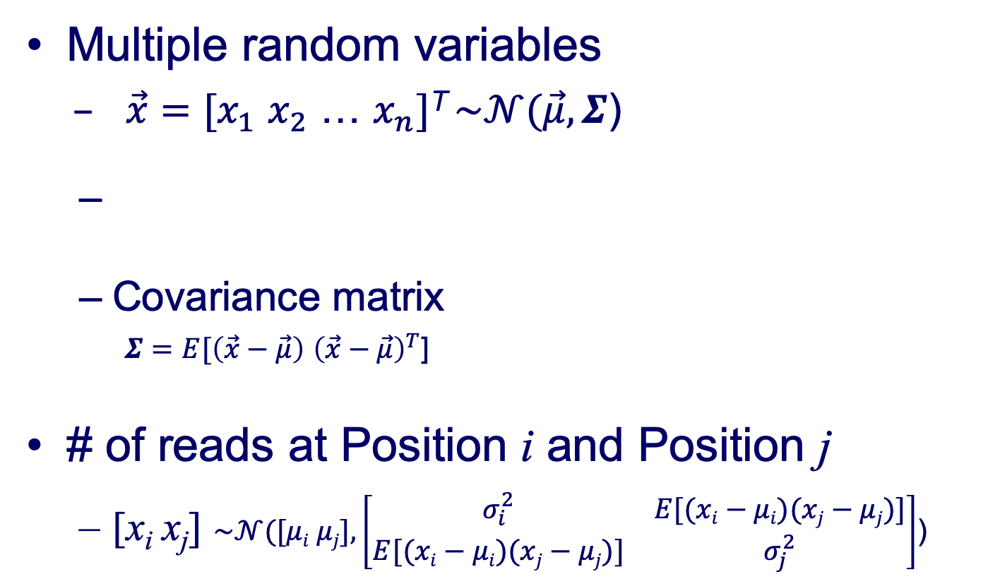 • Multiple random variables
– $\vec{x} = [x_1 \ x_2 \ \ldots \ x_n]^T \sim \mathcal{N}(\vec{\mu}, \boldsymbol{\Sigma})$
–
– Covariance matrix
$\boldsymbol{\Sigma} = E[(\vec{x} - \vec{\mu}) \ (\vec{x} - \vec{\mu})^T]$
• # of reads at Position $i$ and Position $j$
– $[x_i \ x_j] \sim \mathcal{N}([\mu_i \ \mu_j], \begin{bmatrix} \sigma_i^2 & E[(x_i - \mu_i)(x_j - \mu_j)] \\ E[(x_i - \mu_i)(x_j - \mu_j)] & \sigma_j^2 \end{bmatrix})$